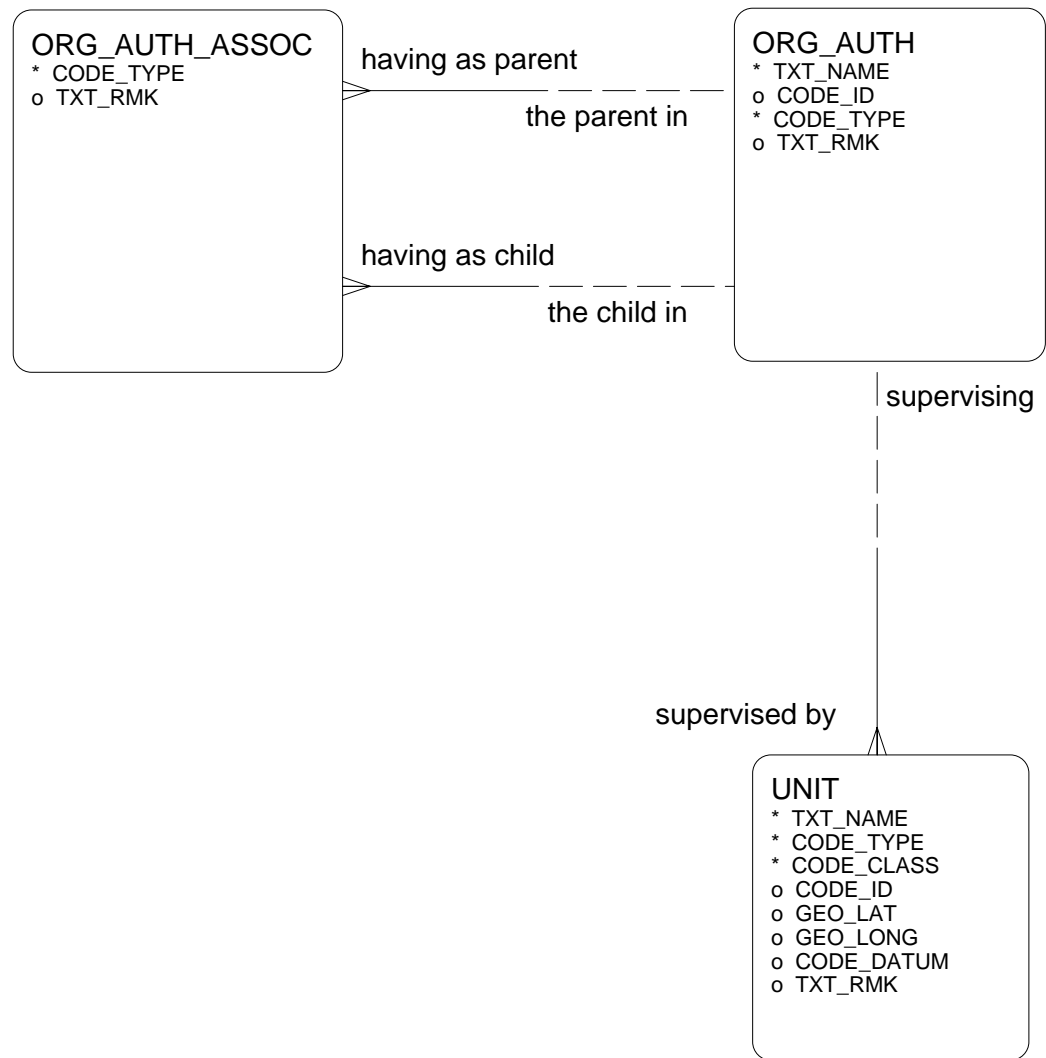 ORG_AUTH_ASSOC
* CODE_TYPE
o TXT_RMK
having as parent
the parent in
having as child
the child in
ORG_AUTH
* TXT_NAME
o CODE_ID
* CODE_TYPE
o TXT_RMK
supervising
supervised by
UNIT
* TXT_NAME
* CODE_TYPE
* CODE_CLASS
o CODE_ID
o GEO_LAT
o GEO_LONG
o CODE_DATUM
o TXT_RMK